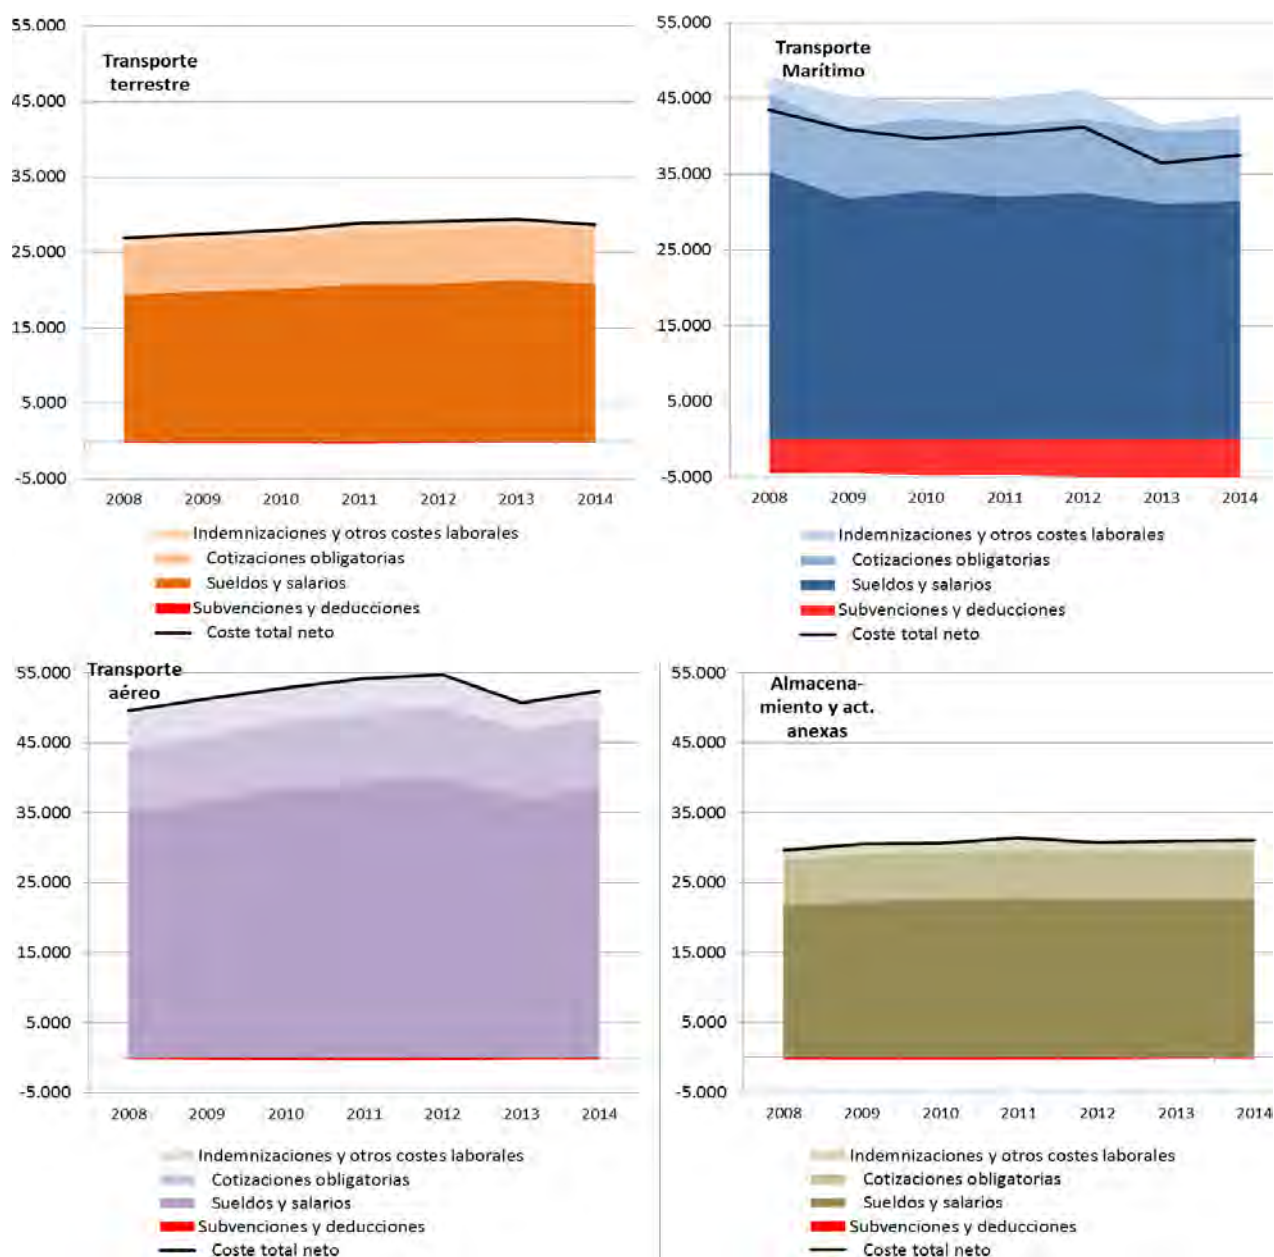 Transporte
terrestre
55.000
45.000
35.000
25.000
15.000
5.000
-5.000
2008 2009 2010 2011 2012 2013 2014
Indemnizaciones y otros costes laborales
Cotizaciones obligatorias
Sueldos y salarios
Subvenciones y deducciones
Coste total neto
Transporte
Marítimo
55.000
45.000
35.000
25.000
15.000
5.000
-5.000
2008 2009 2010 2011 2012 2013 2014
Indemnizaciones y otros costes laborales
Cotizaciones obligatorias
Sueldos y salarios
Subvenciones y deducciones
Coste total neto
Transporte
aéreo
55.000
45.000
35.000
25.000
15.000
5.000
-5.000
2008 2009 2010 2011 2012 2013 2014
Indemnizaciones y otros costes laborales
Cotizaciones obligatorias
Sueldos y salarios
Subvenciones y deducciones
Coste total neto
Almacena-
miento y act.
anexas
55.000
45.000
35.000
25.000
15.000
5.000
-5.000
2008 2009 2010 2011 2012 2013 2014
Indemnizaciones y otros costes laborales
Cotizaciones obligatorias
Sueldos y salarios
Subvenciones y deducciones
Coste total neto